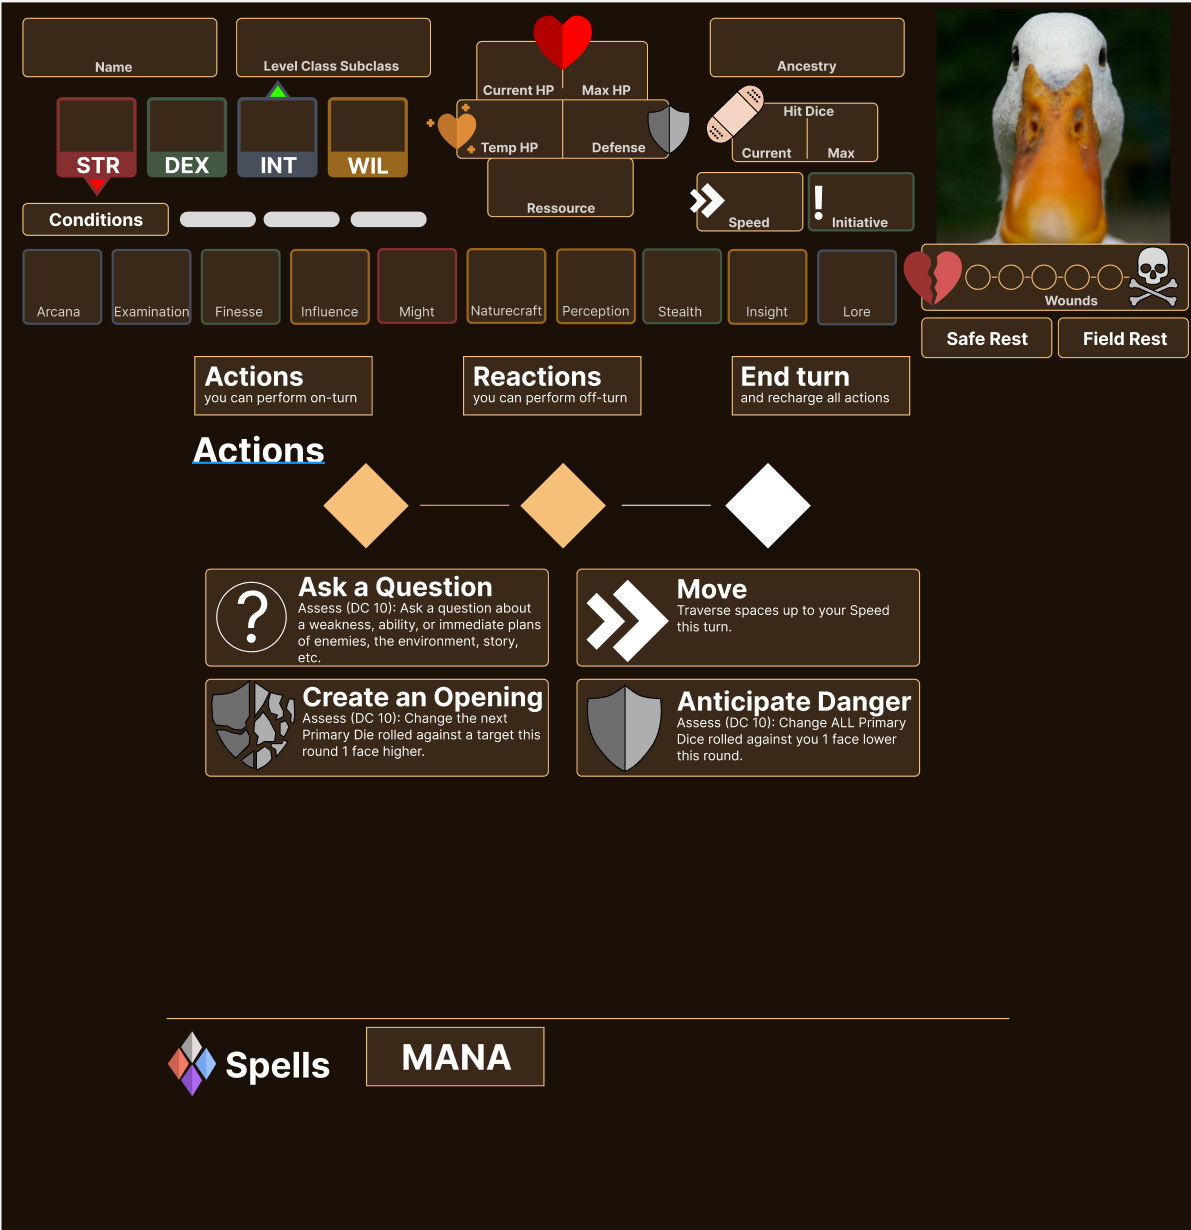 Name
Level Class Subclass
Current HP
Max HP
Ancestry
Temp HP
Defense
Hit Dice
Current
Max
STR
DEX
INT
WIL
Ressource
Speed
!
Initiative
Conditions
Arcana
Examination
Finesse
Influence
Might
Naturecraft
Perception
Stealth
Insight
Lore
Wounds
Safe Rest
Field Rest
Actions
you can perform on-turn
Reactions
you can perform off-turn
End turn
and recharge all actions
Actions
?
Ask a Question
Assess (DC 10): Ask a question about
a weakness, ability, or immediate plans
of enemies, the environment, story,
etc.
Move
Traverse spaces up to your Speed
this turn.
Create an Opening
Assess (DC 10): Change the next
Primary Die rolled against a target this
round 1 face higher.
Anticipate Danger
Assess (DC 10): Change ALL Primary
Dice rolled against you 1 face lower
this round.
Spells
MANA